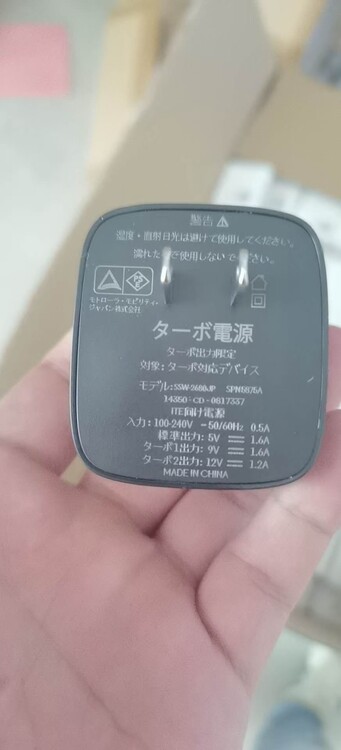 警告⚠
湿度・直射日光は避けて使用してください。
濡れた で使用しないで ください。
モトローラ・モビリティ・
ジャパン株式会社
ターボ電源
ターボ出力限定
対象: ターボ対応デバイス
モデル:SSW-2680JP SPN5875A
14350-CD-0817337
ITE向け電源
入力: 100-240V ~50/60Hz 0.5A
標準出力: 5V ⎓ 1.6A
ターボ1出力: 9V ⎓ 1.6A
ターボ2出力: 12V ⎓ 1.2A
MADE IN CHINA